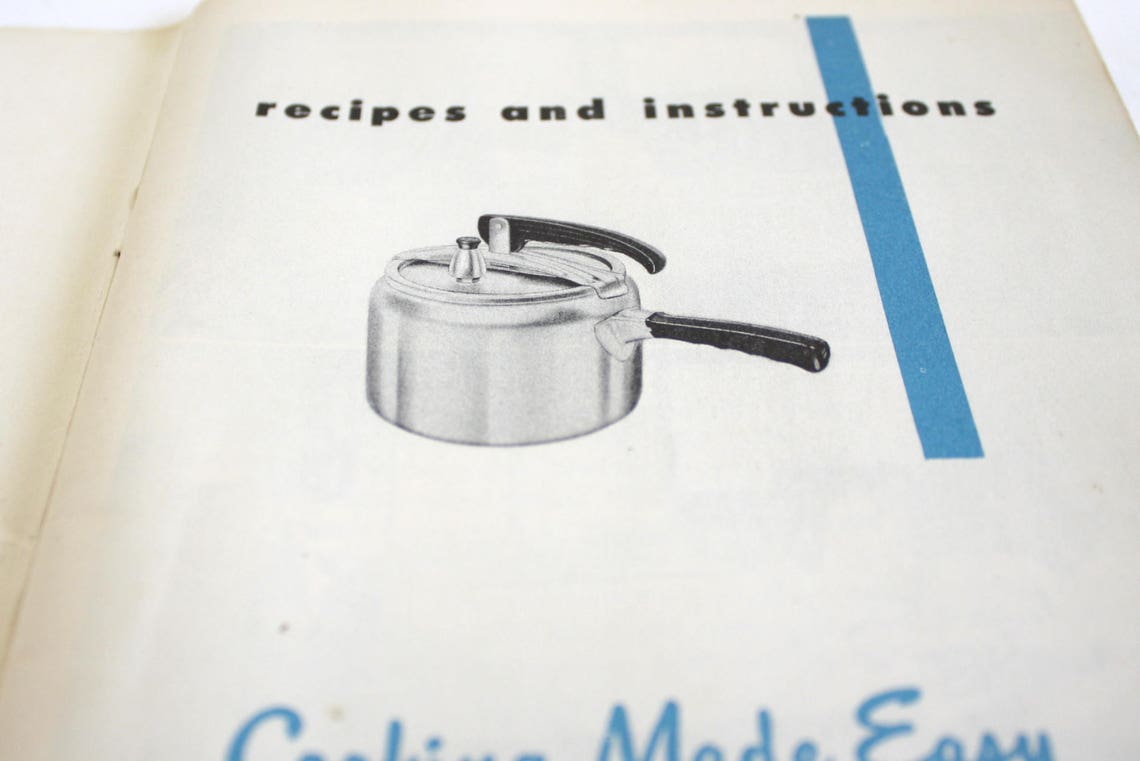 recipes and instructions
Cooking Made Easy